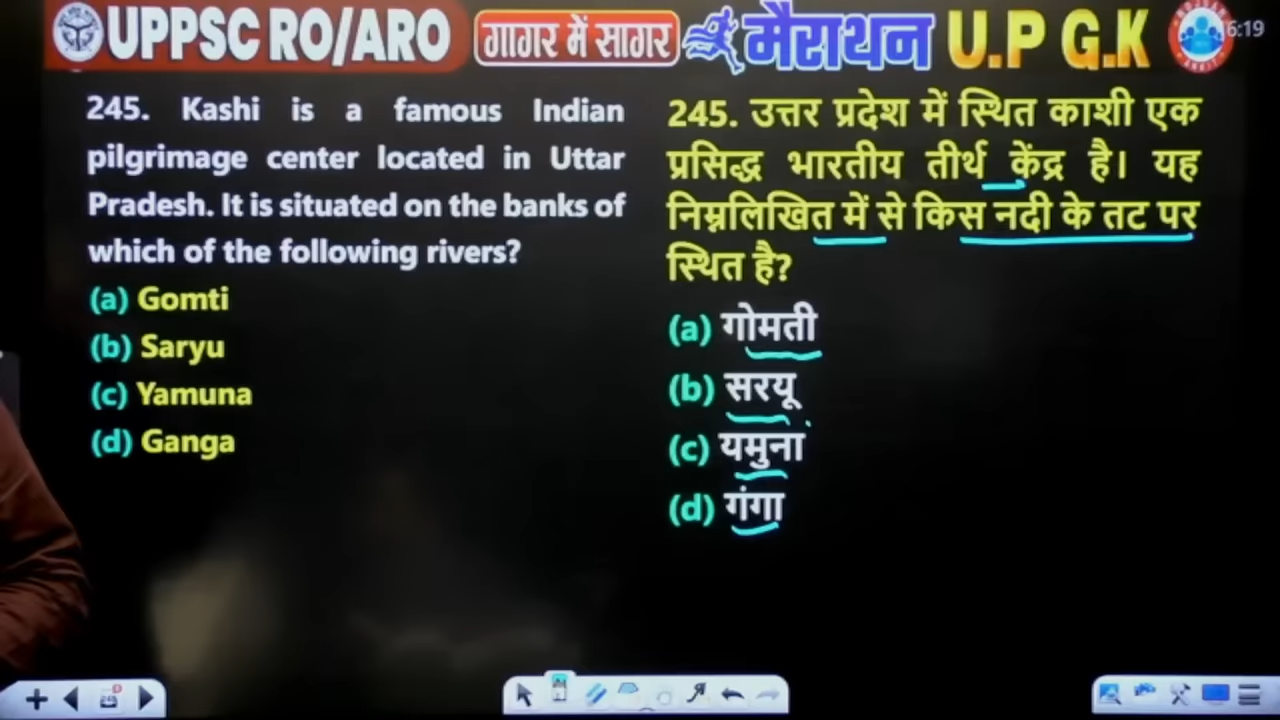 UPPSC RO/ARO गागर में सागर मैराथन U.P G.K
6:19
245. Kashi is a famous Indian
pilgrimage center located in Uttar
Pradesh. It is situated on the banks of
which of the following rivers?
(a) Gomti
(b) Saryu
(c) Yamuna
(d) Ganga
245. उत्तर प्रदेश में स्थित काशी एक
प्रसिद्ध भारतीय तीर्थ केंद्र है। यह
निम्नलिखित में से किस नदी के तट पर
स्थित है?
(a) गोमती
(b) सरयू
(c) यमुना
(d) गंगा